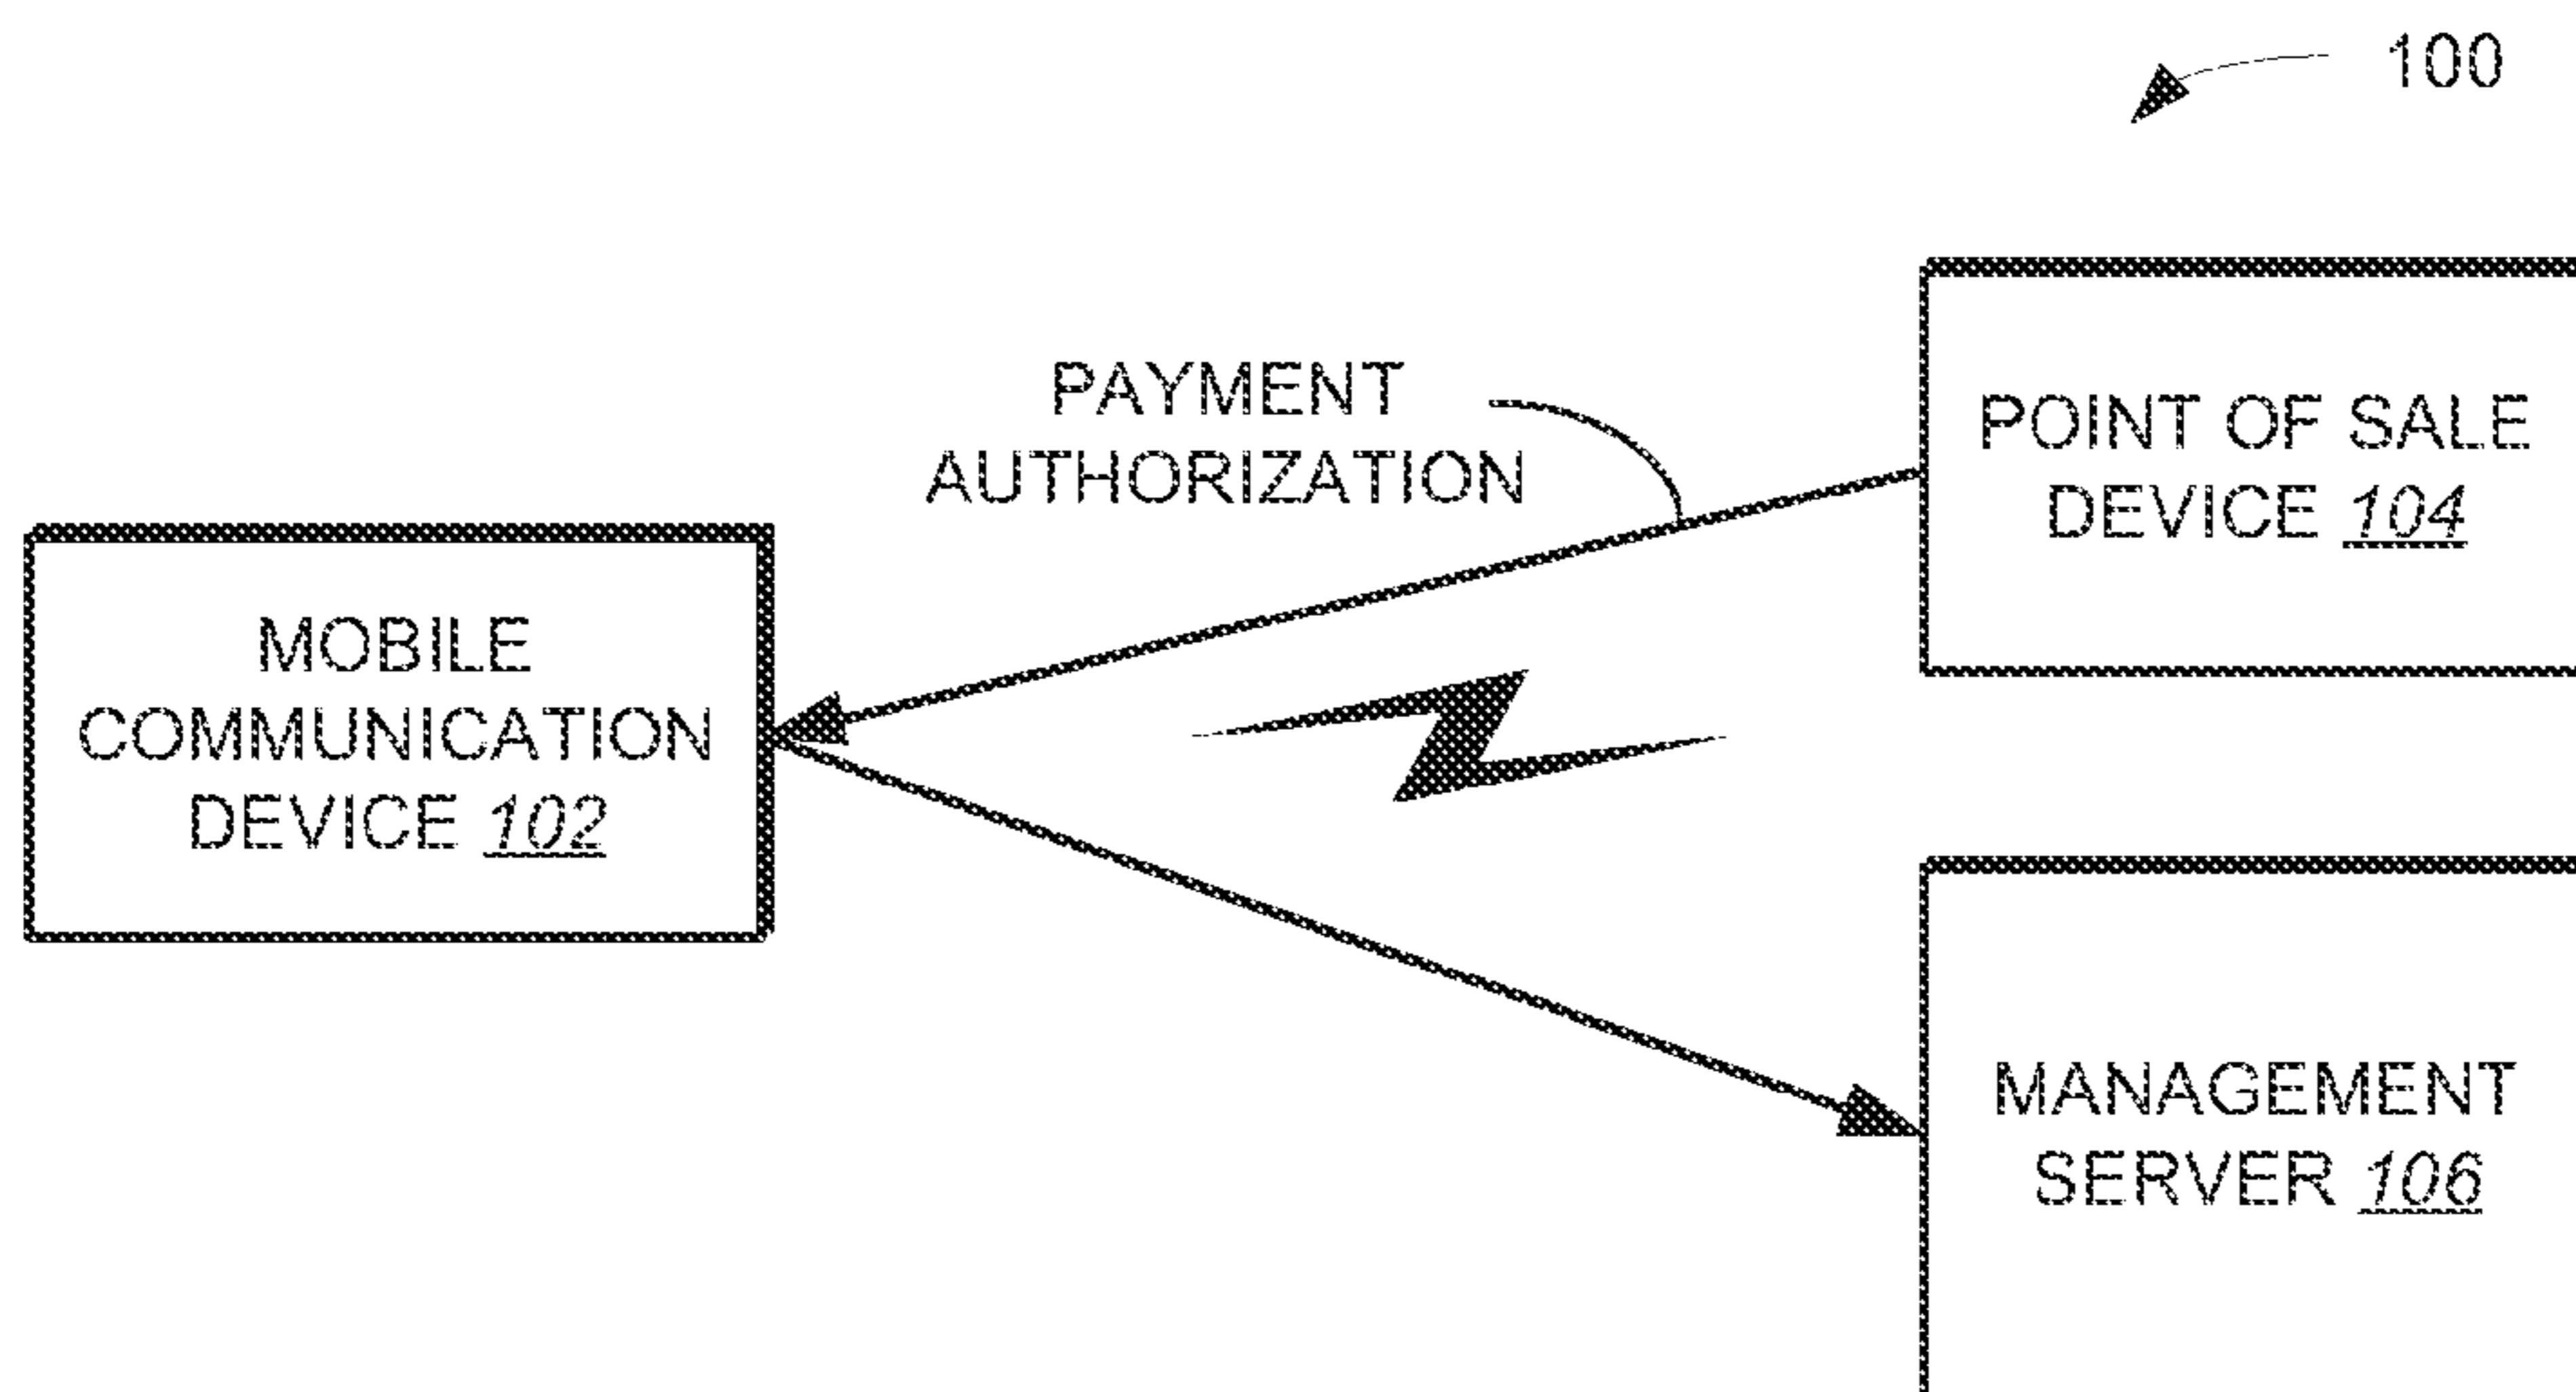 100
PAYMENT
AUTHORIZATION
POINT OF SALE
DEVICE 104
MOBILE
COMMUNICATION
DEVICE 102
MANAGEMENT
SERVER 106